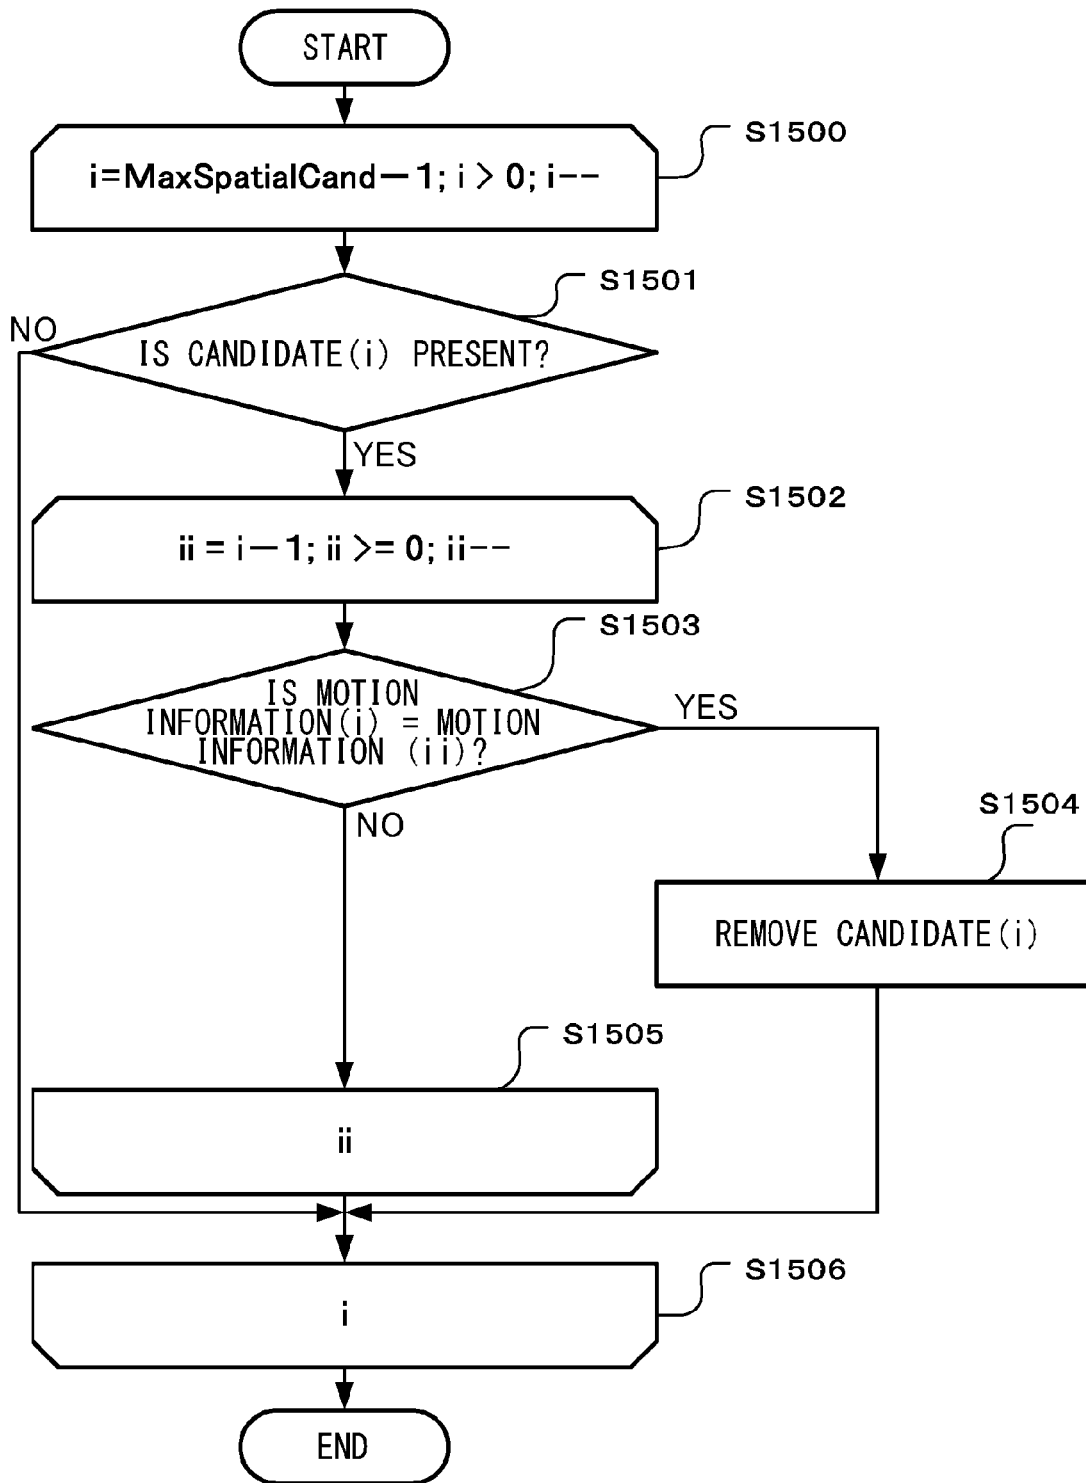 START
S1500
i=MaxSpatialCand－1; i > 0; i--
S1501
NO
IS CANDIDATE(i) PRESENT?
YES
S1502
ii = i－1; ii >= 0; ii--
S1503
IS MOTION
INFORMATION(i) = MOTION
INFORMATION (ii)?
YES
NO
S1504
REMOVE CANDIDATE(i)
S1505
ii
S1506
i
END